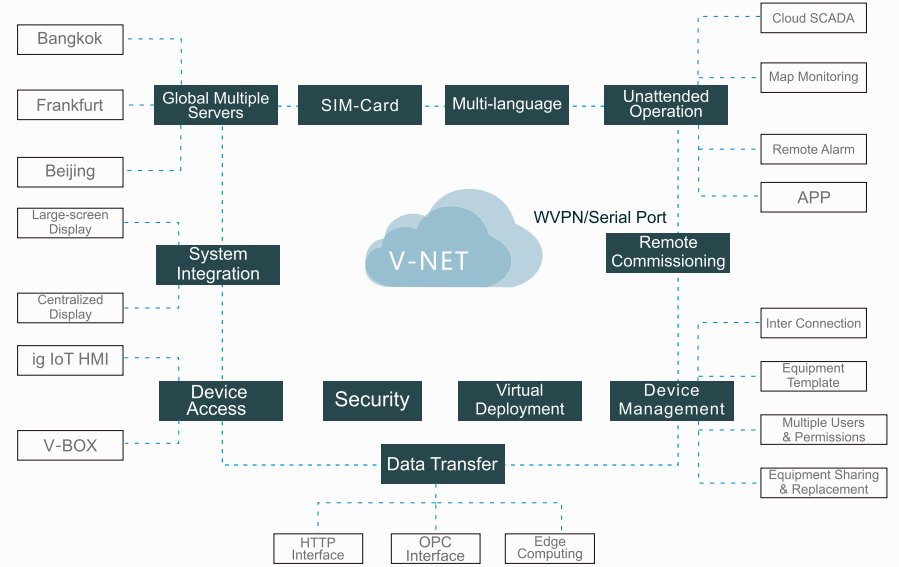 Bangkok
Frankfurt
Beijing
Global Multiple
Servers
SIM-Card
Multi-language
Unattended
Operation
Cloud SCADA
Map Monitoring
Remote Alarm
APP
Large-screen
Display
Centralized
Display
System
Integration
V-NET
WVPN/Serial Port
Remote
Commissioning
ig IoT HMI
V-BOX
Device
Access
Security
Virtual
Deployment
Device
Management
Inter Connection
Equipment
Template
Multiple Users
& Permissions
Equipment Sharing
& Replacement
Data Transfer
HTTP
Interface
OPC
Interface
Edge
Computing